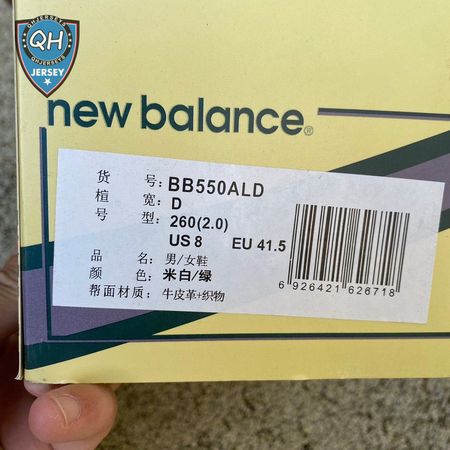 QHJERSEYS
QH
QHJERSEYS
JERSEY
new balance®
货 号: BB550ALD
楦 宽: D
号 型: 260(2.0)
US 8 EU 41.5
品 名: 男/女鞋
颜 色: 米白/绿
帮面材质: 牛皮革+织物
6 926421 626718